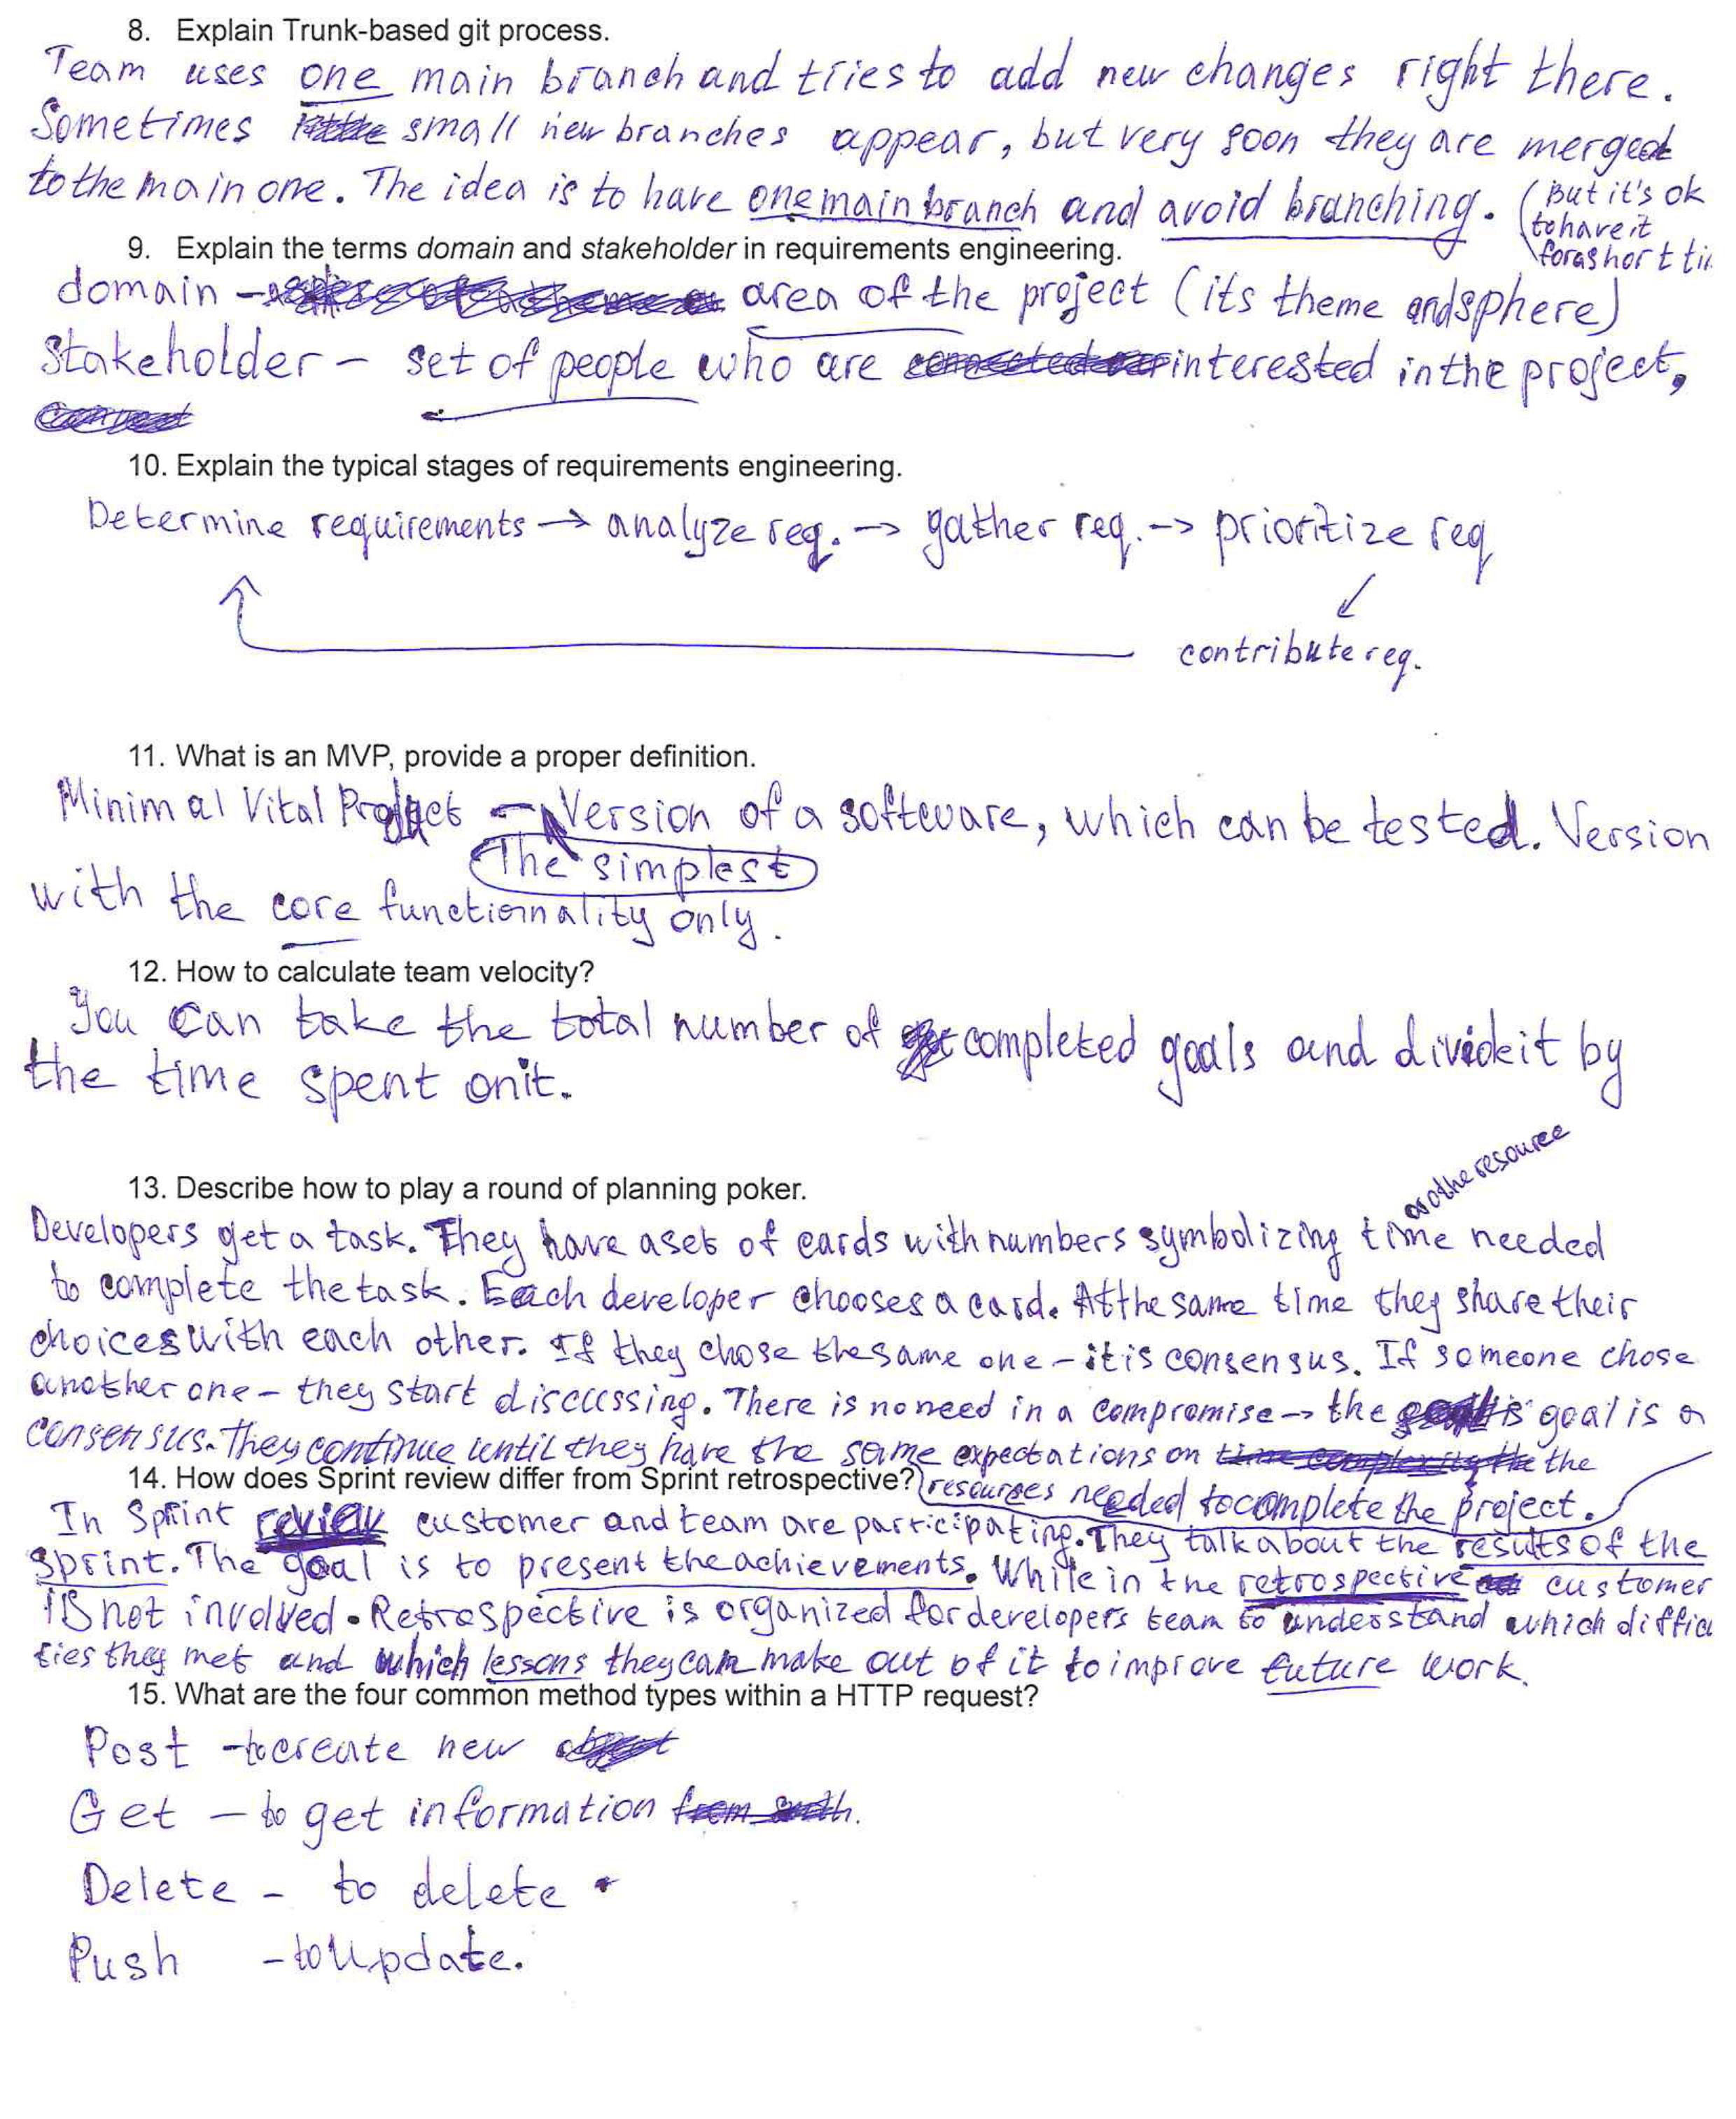 8. Explain Trunk-based git process.
Team uses one main branch and tries to add new changes right there.
Sometimes small new branches appear, but very soon they are merged
to the main one. The idea is to have one main branch and avoid branching. (But it's ok
to have it
for a short ti
9. Explain the terms domain and stakeholder in requirements engineering.
domain - area of the project (its theme and sphere)
Stakeholder - set of people who are interested in the project,
10. Explain the typical stages of requirements engineering.
Determine requirements -> analyze req. -> gather req. -> prioritize req
contribute req.
11. What is an MVP, provide a proper definition.
Minimal Vital Product - Version of a software, which can be tested. Version
The simplest
with the core functionality only.
12. How to calculate team velocity?
You can take the total number of completed goals and divide it by
the time spent on it.
13. Describe how to play a round of planning poker.
or othe resource
Developers get a task. They have a set of cards with numbers symbolizing time needed
to complete the task. Each developer chooses a card. At the same time they share their
choices with each other. If they chose the same one - it is consensus. If someone chose
another one - they start discussing. There is no need in a compromise -> the goal is a
consensus. They continue until they have the same expectations on the
14. How does Sprint review differ from Sprint retrospective?
resources needed to complete the project.
In Sprint review customer and team are participating. They talk about the results of the
sprint. The goal is to present the achievements. While in the retrospective customer
is not involved. Retrospective is organized for developers team to understand which difficu
ties they met and which lessons they can make out of it to improve future work.
15. What are the four common method types within a HTTP request?
Post - to create new
Get - to get information
Delete - to delete
Push - to Update.